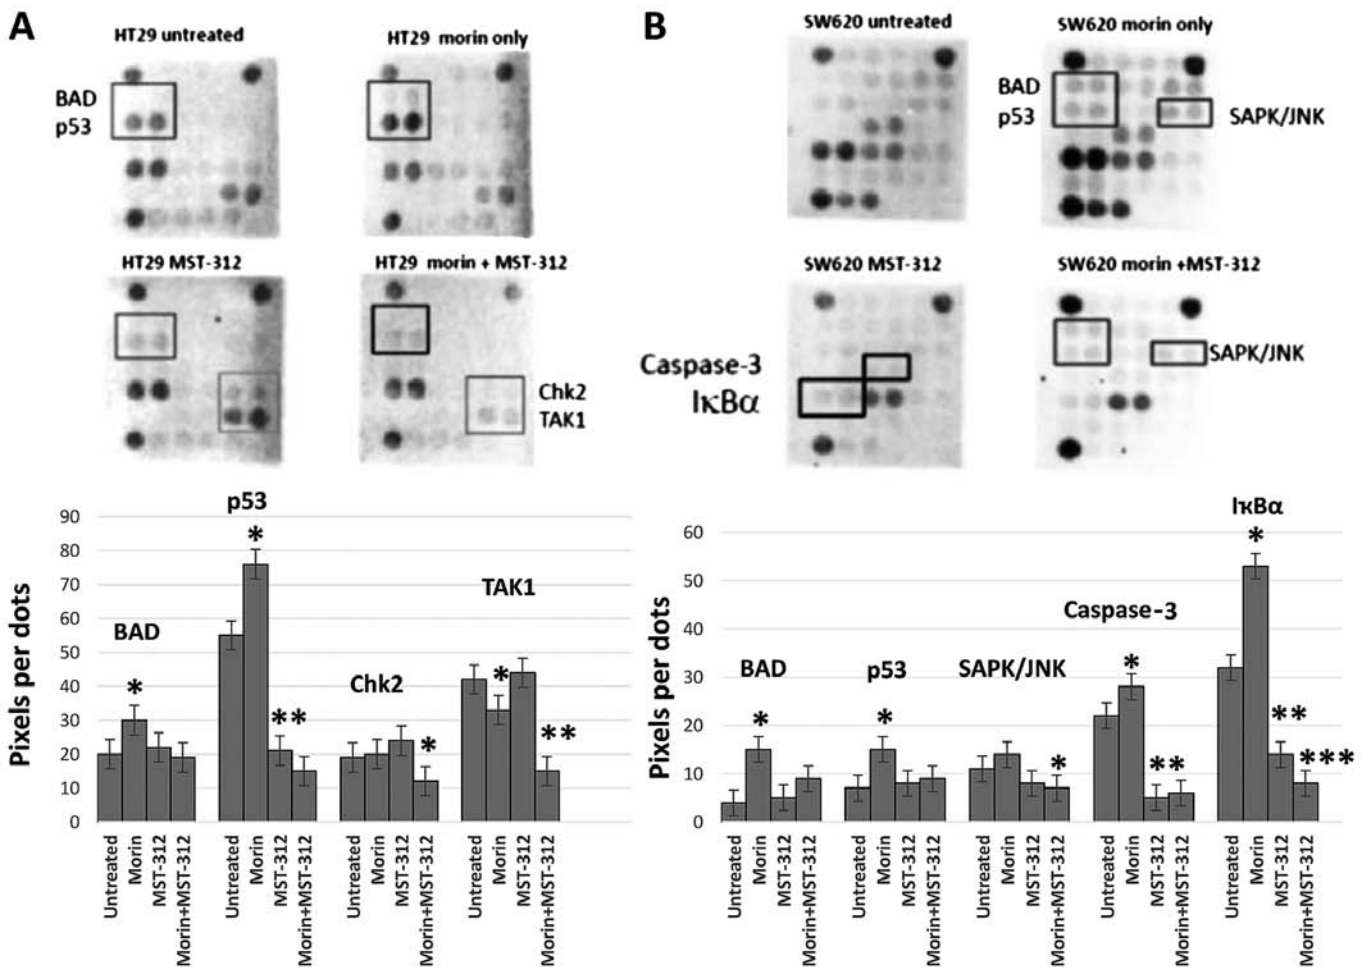 A
HT29 untreated
HT29 morin only
BAD
p53
HT29 MST-312
HT29 morin + MST-312
Chk2
TAK1
B
SW620 untreated
SW620 morin only
BAD
p53
SAPK/JNK
SW620 MST-312
SW620 morin +MST-312
Caspase-3
IκBα
SAPK/JNK
Pixels per dots
90
80
70
60
50
40
30
20
10
0
BAD
*
p53
*
**
Chk2
*
TAK1
*
**
Untreated
Morin
MST-312
Morin+MST-312
Untreated
Morin
MST-312
Morin+MST-312
Untreated
Morin
MST-312
Morin+MST-312
Untreated
Morin
MST-312
Morin+MST-312
Pixels per dots
60
50
40
30
20
10
0
BAD
*
p53
*
SAPK/JNK
*
Caspase-3
*
**
IκBα
*
**
***
Untreated
Morin
MST-312
Morin+MST-312
Untreated
Morin
MST-312
Morin+MST-312
Untreated
Morin
MST-312
Morin+MST-312
Untreated
Morin
MST-312
Morin+MST-312
Untreated
Morin
MST-312
Morin+MST-312